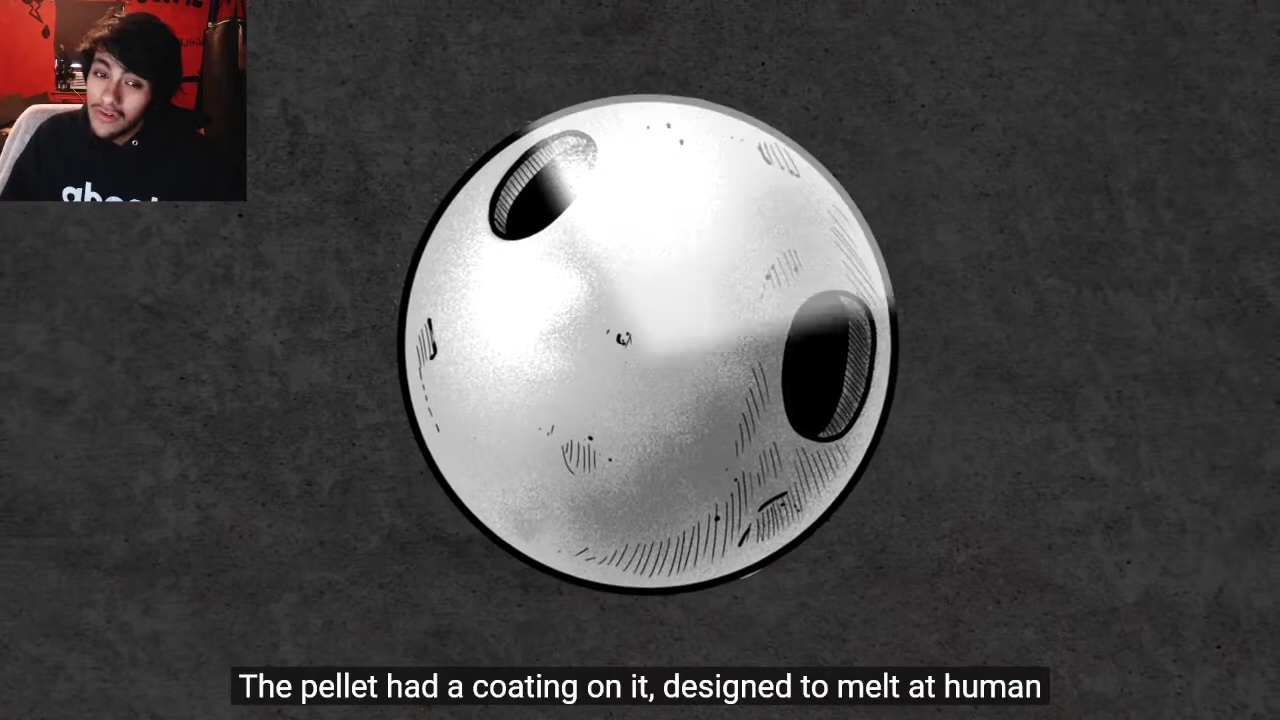 The pellet had a coating on it, designed to melt at human